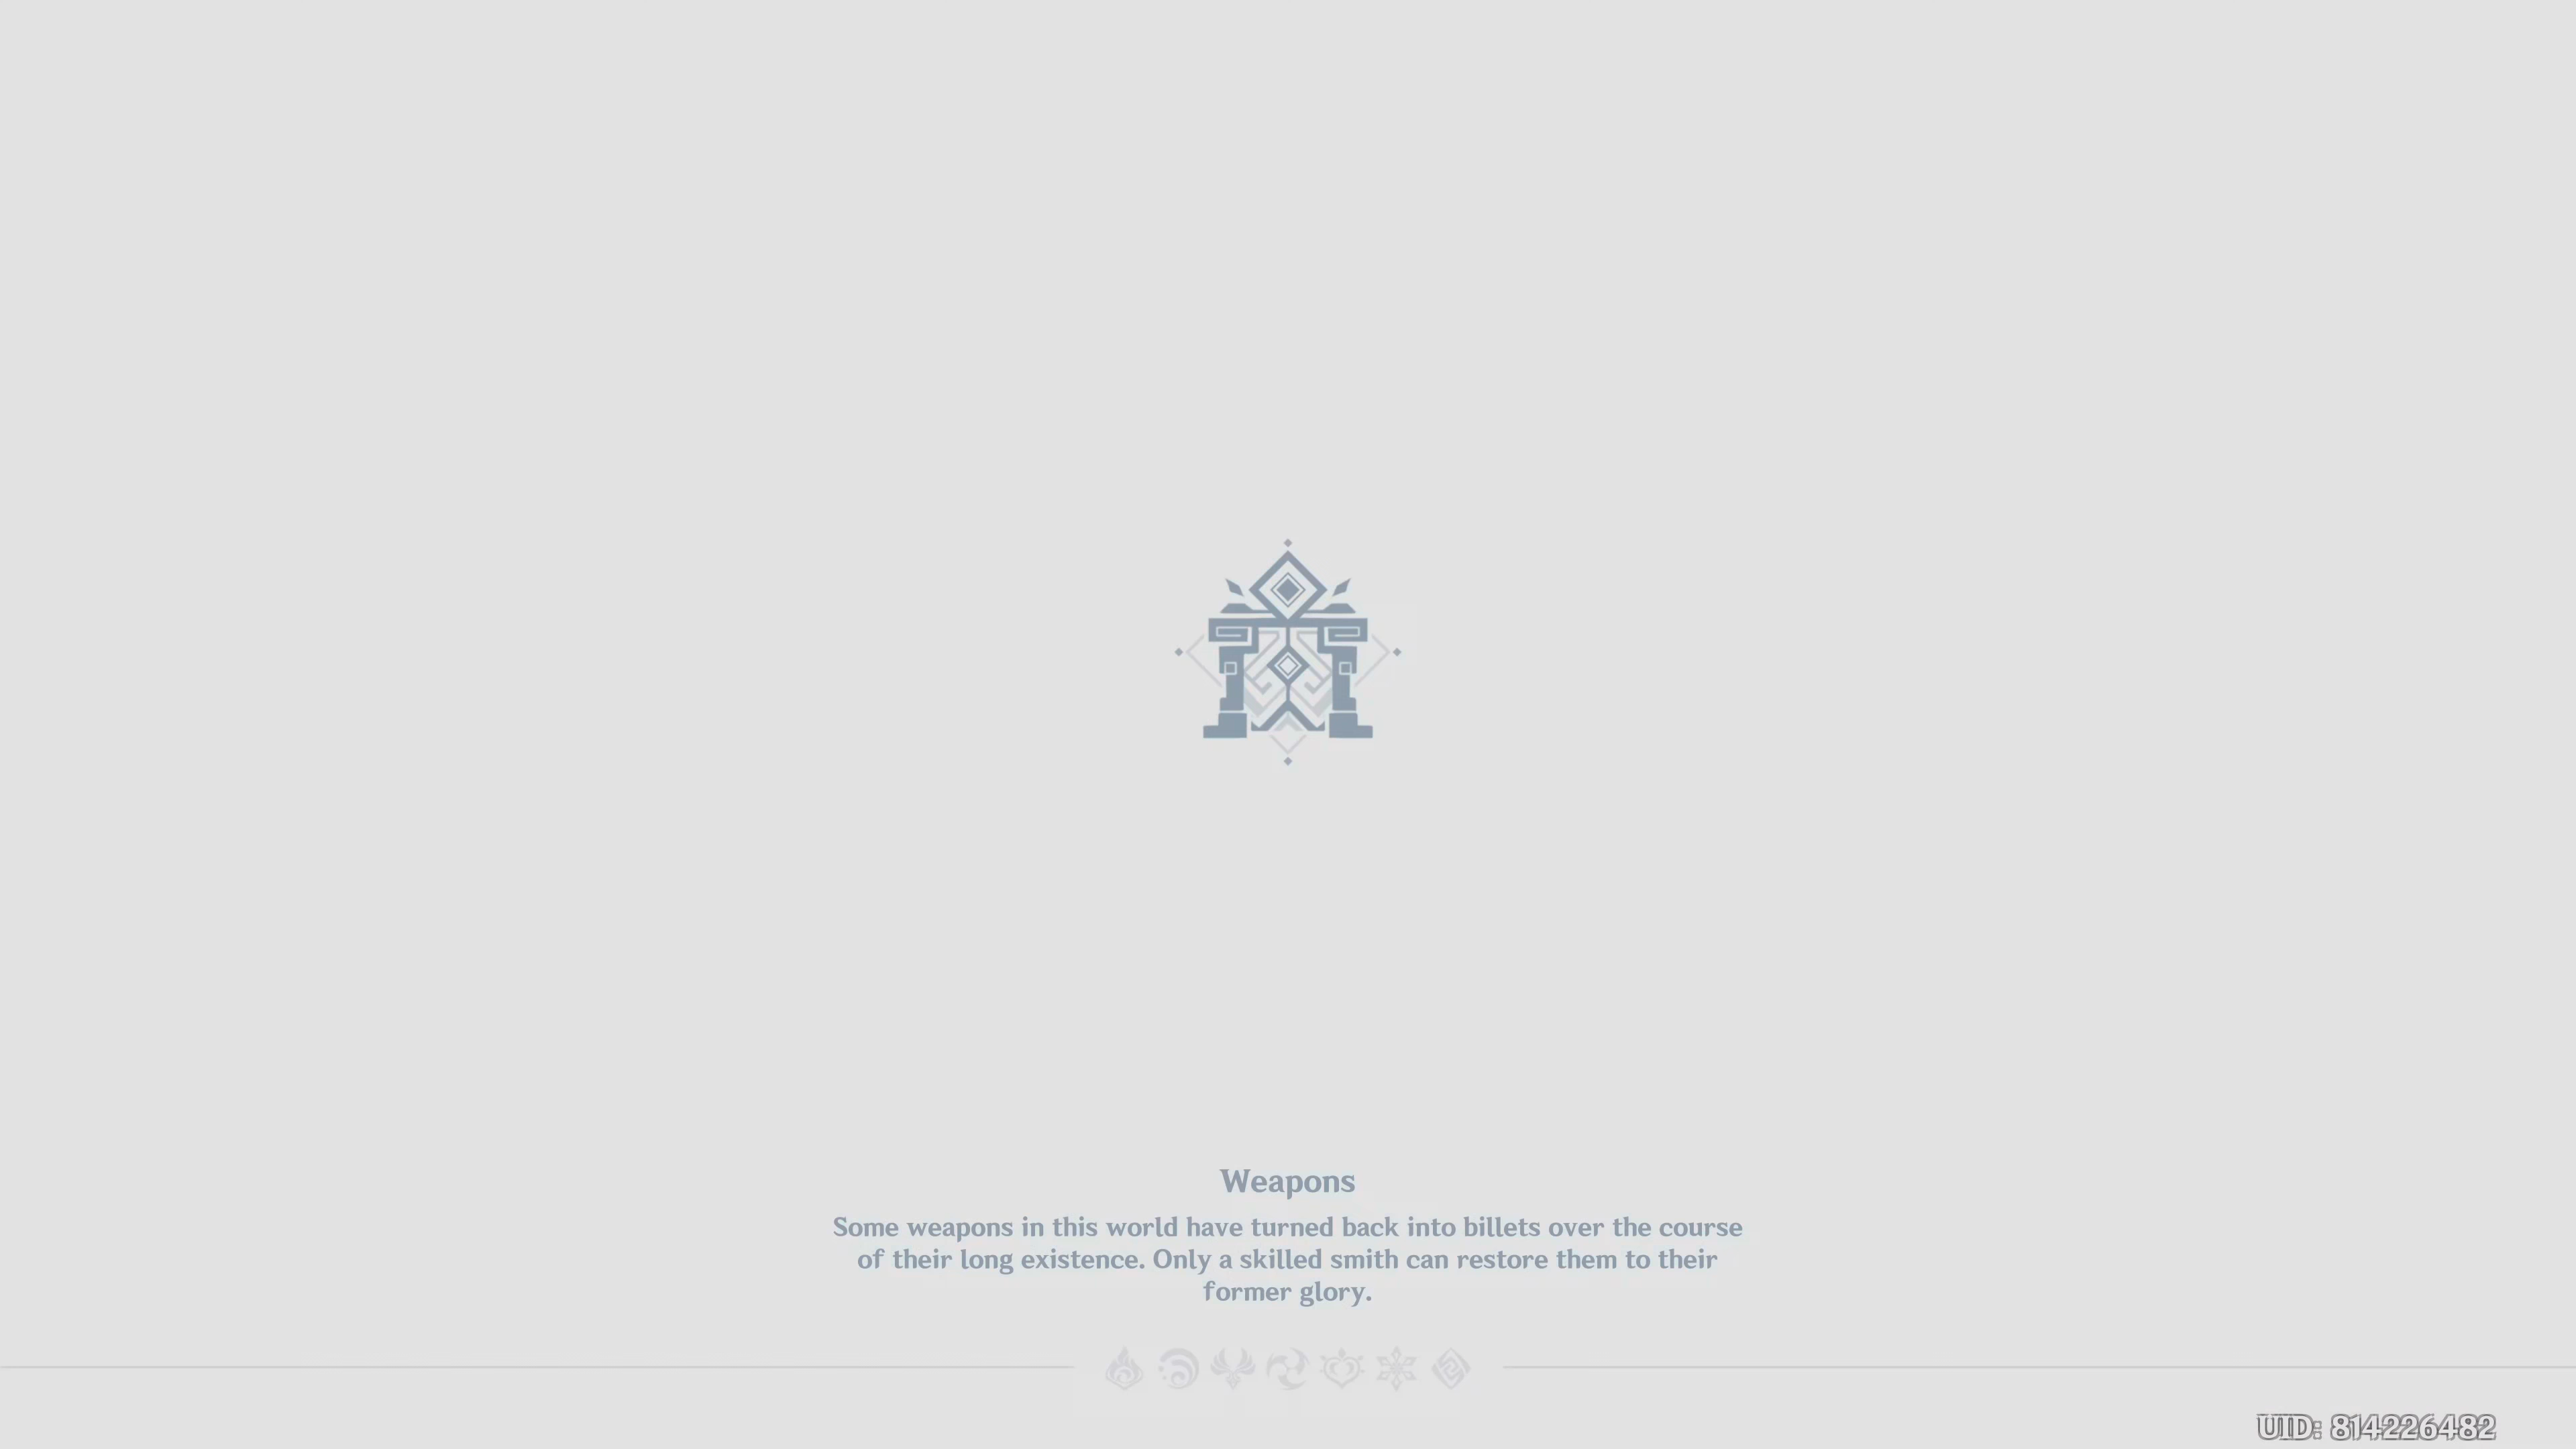 Weapons
Some weapons in this world have turned back into billets over the course
of their long existence. Only a skilled smith can restore them to their
former glory.
UID: 814226482